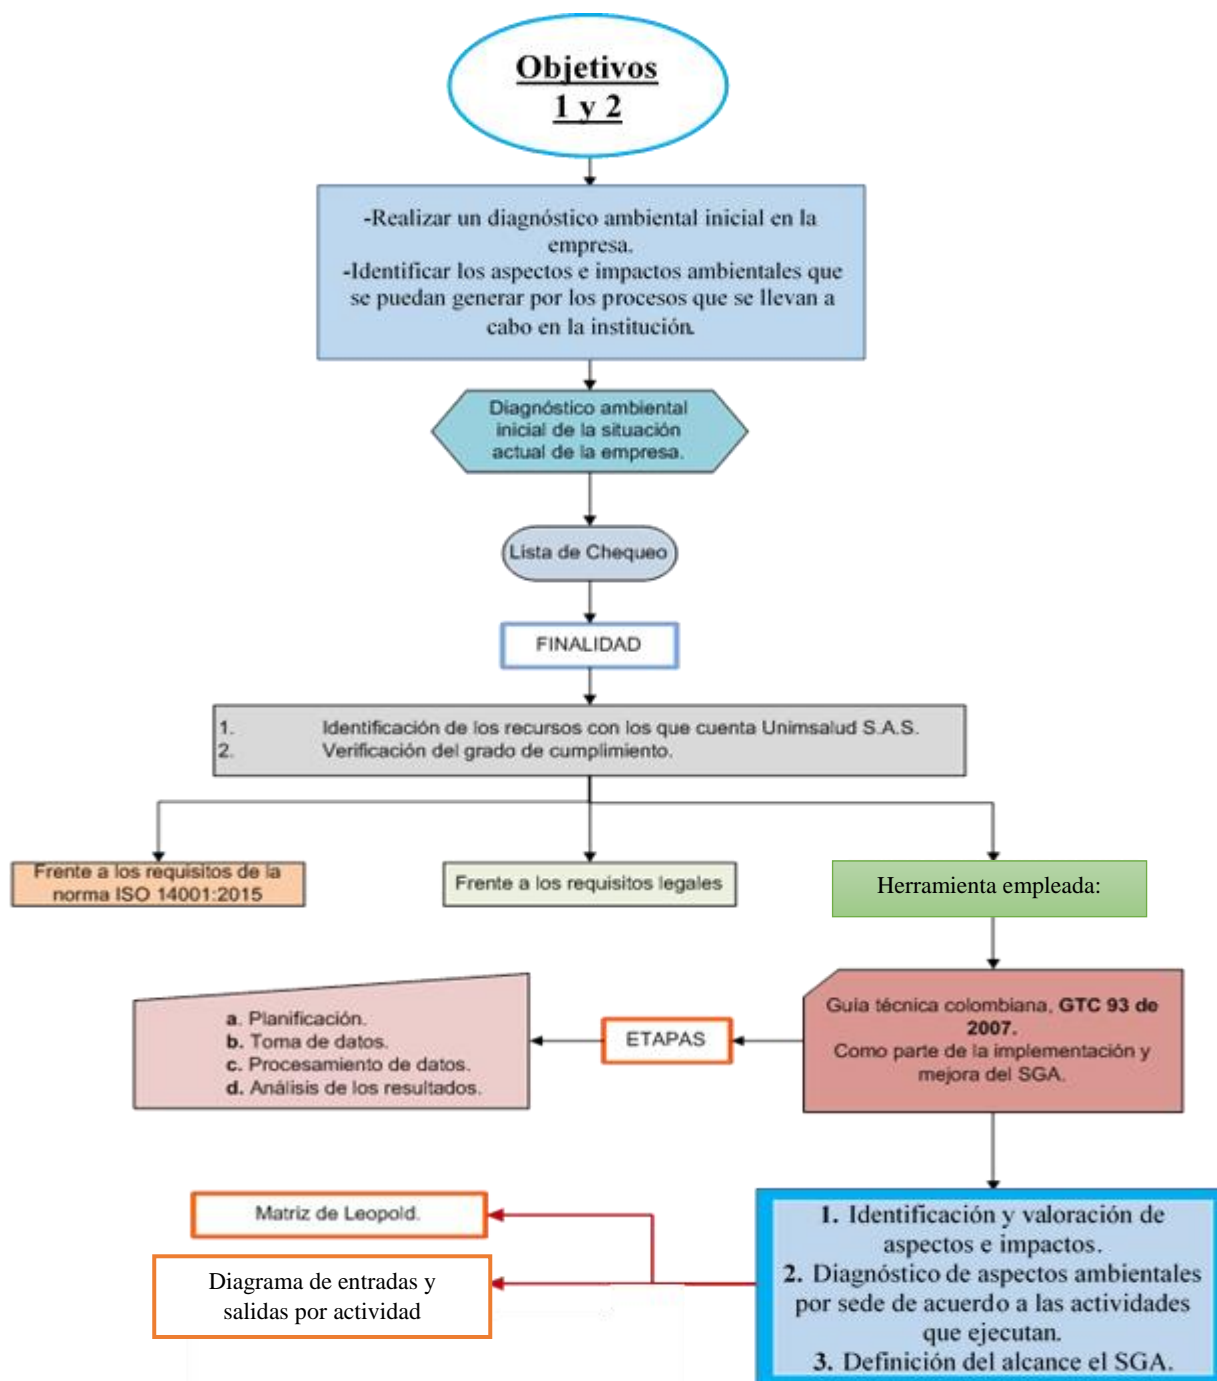 Objetivos
1 y 2
-Realizar un diagnóstico ambiental inicial en la
empresa.
-Identificar los aspectos e impactos ambientales que
se puedan generar por los procesos que se llevan a
cabo en la institución.
Diagnóstico ambiental
inicial de la situación
actual de la empresa.
Lista de Chequeo
FINALIDAD
1. Identificación de los recursos con los que cuenta Unimsalud S.A.S.
2. Verificación del grado de cumplimiento.
Frente a los requisitos de la
norma ISO 14001:2015
Frente a los requisitos legales
Herramienta empleada:
a. Planificación.
b. Toma de datos.
c. Procesamiento de datos.
d. Análisis de los resultados.
ETAPAS
Guía técnica colombiana, GTC 93 de
2007.
Como parte de la implementación y
mejora del SGA.
Matriz de Leopold.
Diagrama de entradas y
salidas por actividad
1. Identificación y valoración de
aspectos e impactos.
2. Diagnóstico de aspectos ambientales
por sede de acuerdo a las actividades
que ejecutan.
3. Definición del alcance el SGA.